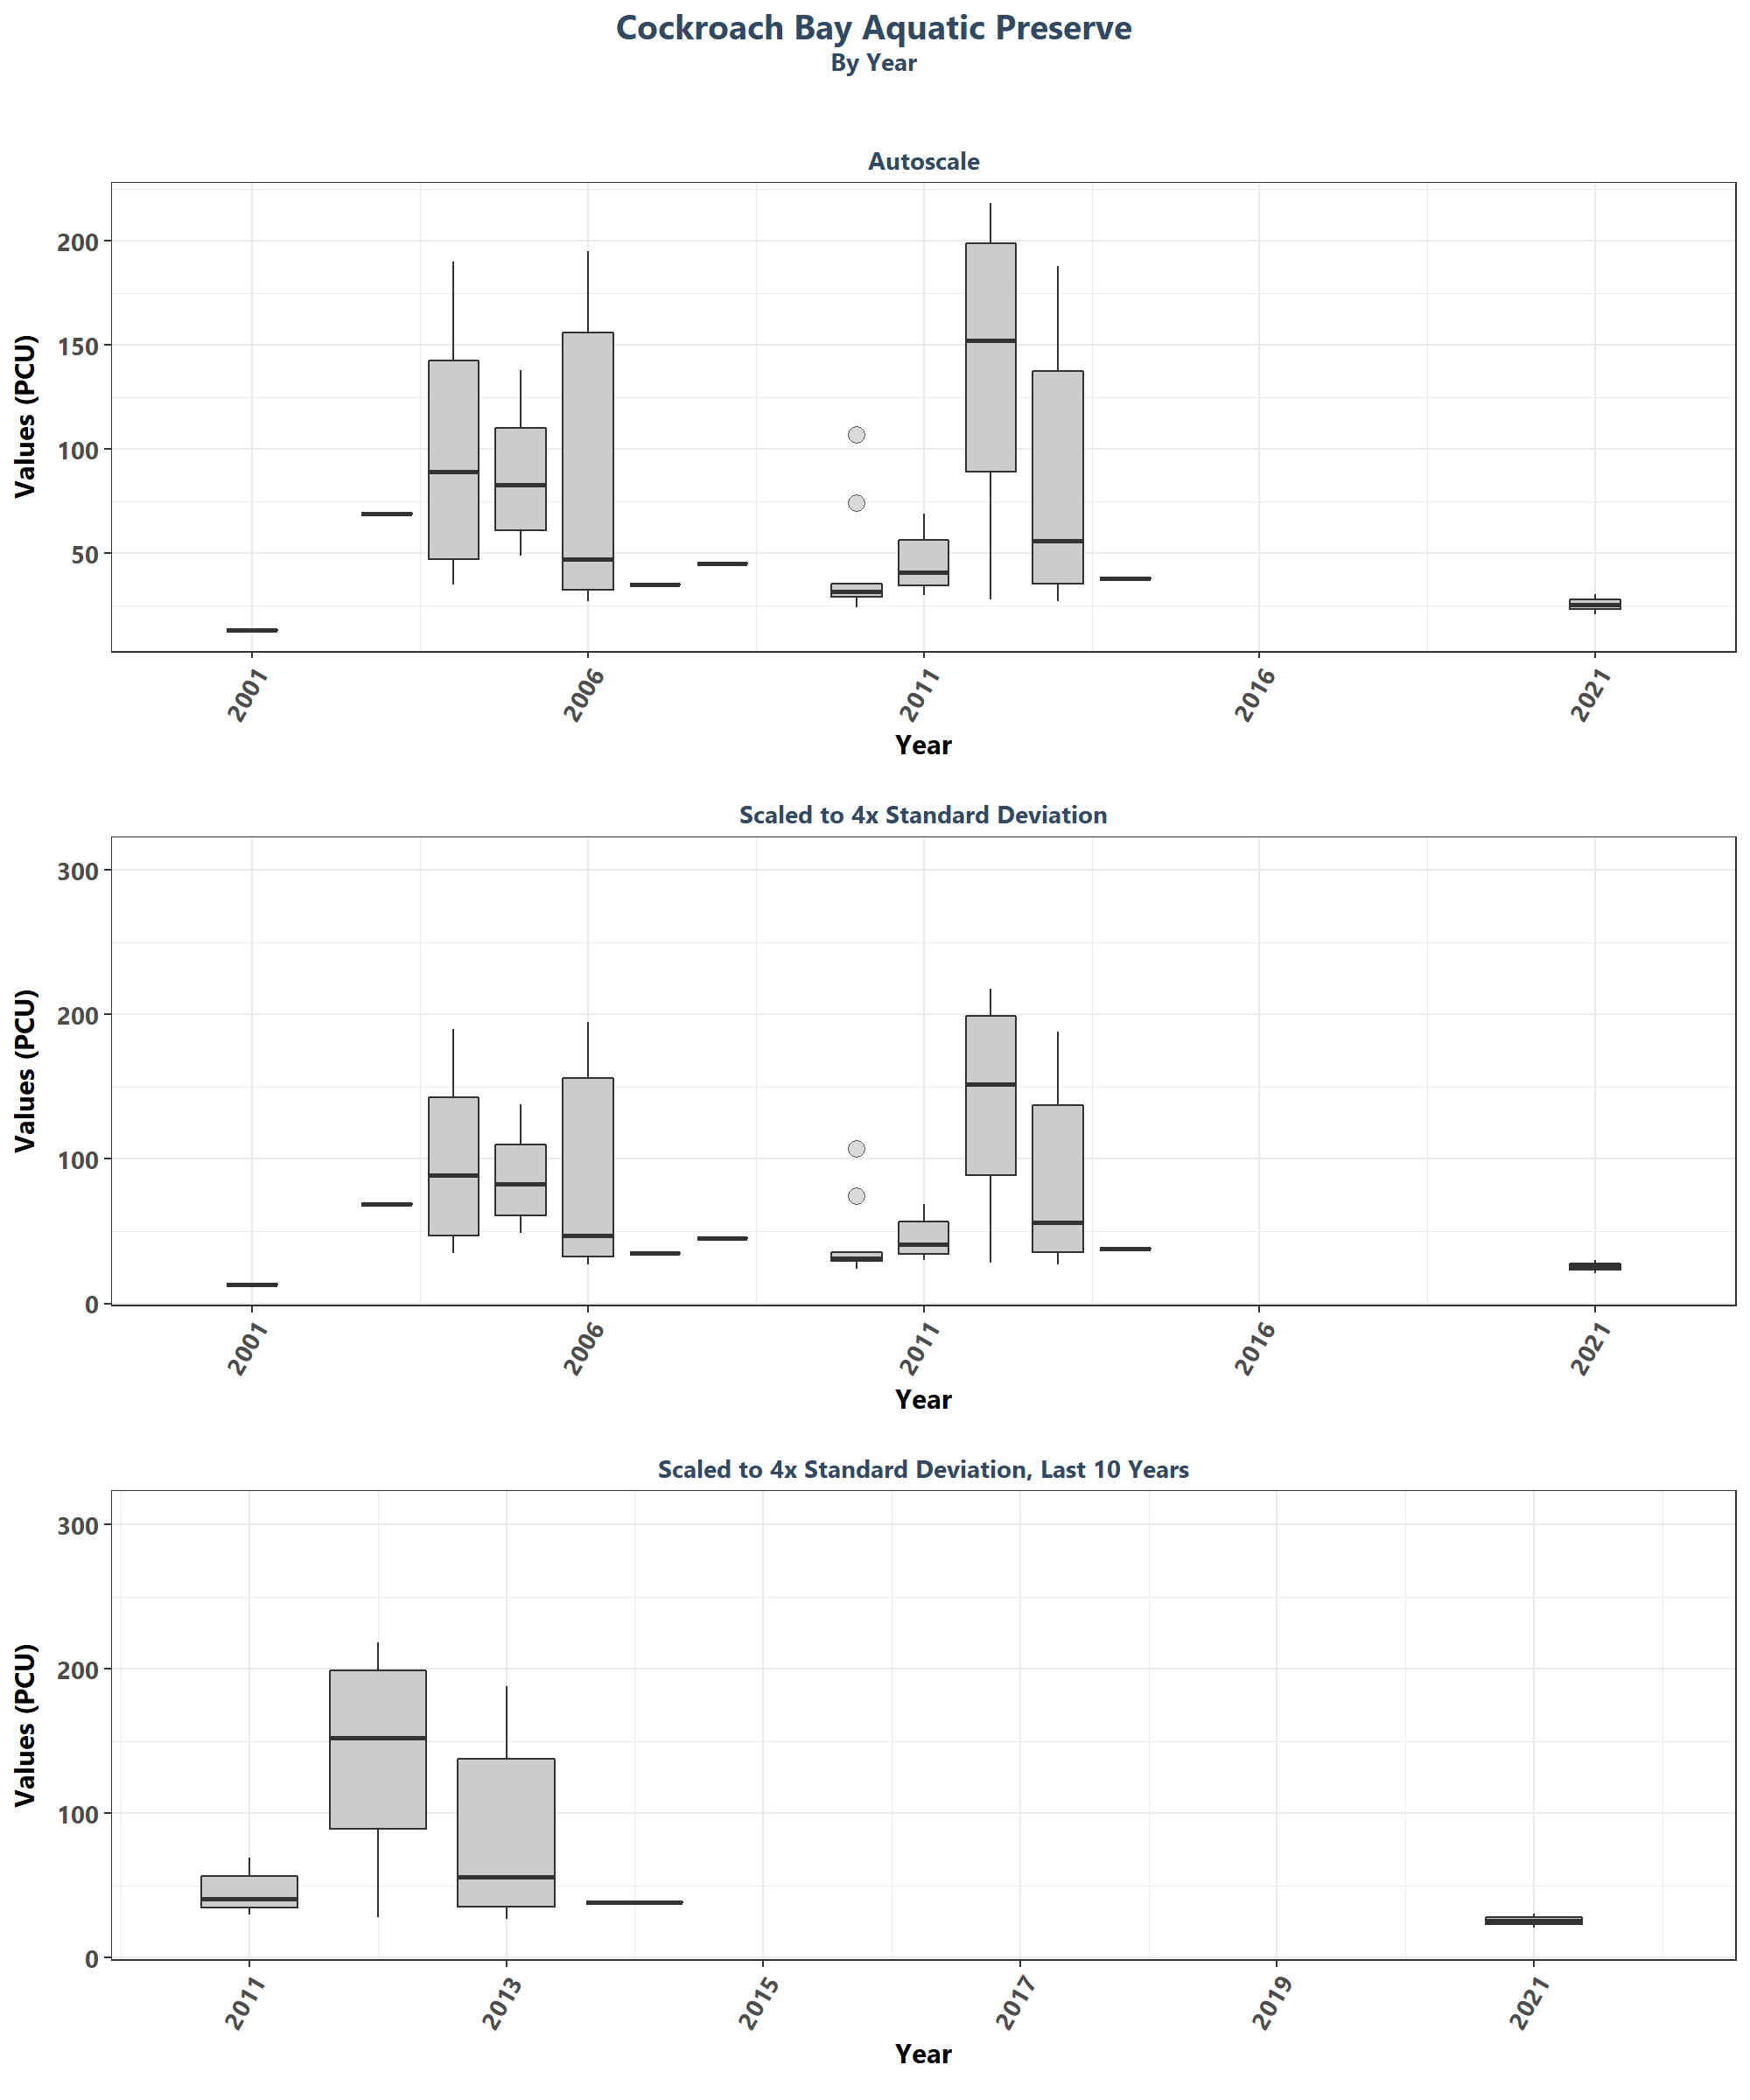 Cockroach Bay Aquatic Preserve
By Year
Autoscale
Values (PCU)
200
150
100
50
2001
2006
2011
2016
2021
Year
Scaled to 4x Standard Deviation
Values (PCU)
300
200
100
0
2001
2006
2011
2016
2021
Year
Scaled to 4x Standard Deviation, Last 10 Years
Values (PCU)
300
200
100
0
2011
2013
2015
2017
2019
2021
Year